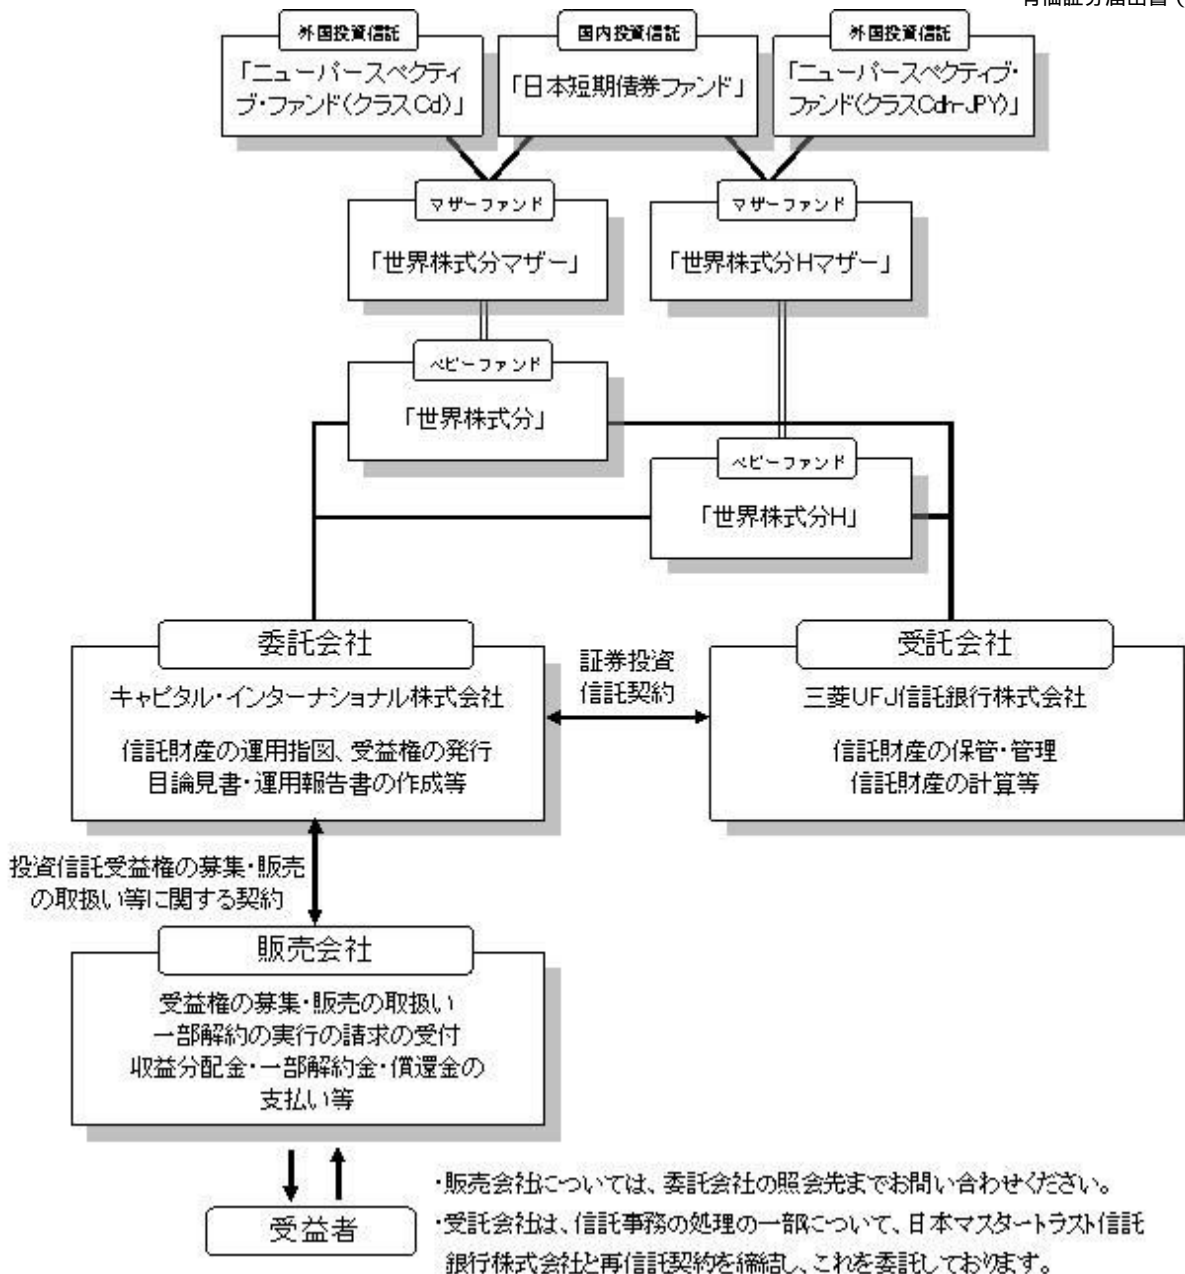 有価証券届出書（
外国投資信託
「ニューパースペクティ
ブ・ファンド(クラスCd)」
国内投資信託
「日本短期債券ファンド」
外国投資信託
「ニューパースペクティブ・
ファンド(クラスCdh-JPY)」
マザーファンド
「世界株式分マザー」
マザーファンド
「世界株式分Hマザー」
ベビーファンド
「世界株式分」
ベビーファンド
「世界株式分H」
委託会社
キャピタル・インターナショナル株式会社
信託財産の運用指図、受益権の発行
目論見書・運用報告書の作成等
証券投資
信託契約
受託会社
三菱UFJ信託銀行株式会社
信託財産の保管・管理
信託財産の計算等
投資信託受益権の募集・販売
の取扱い等に関する契約
販売会社
受益権の募集・販売の取扱い
一部解約の実行の請求の受付
収益分配金・一部解約金・償還金の
支払い等
受益者
・販売会社については、委託会社の照会先までお問い合わせください。
・受託会社は、信託事務の処理の一部について、日本マスタートラスト信託
銀行株式会社と再信託契約を締結し、これを委託しております。